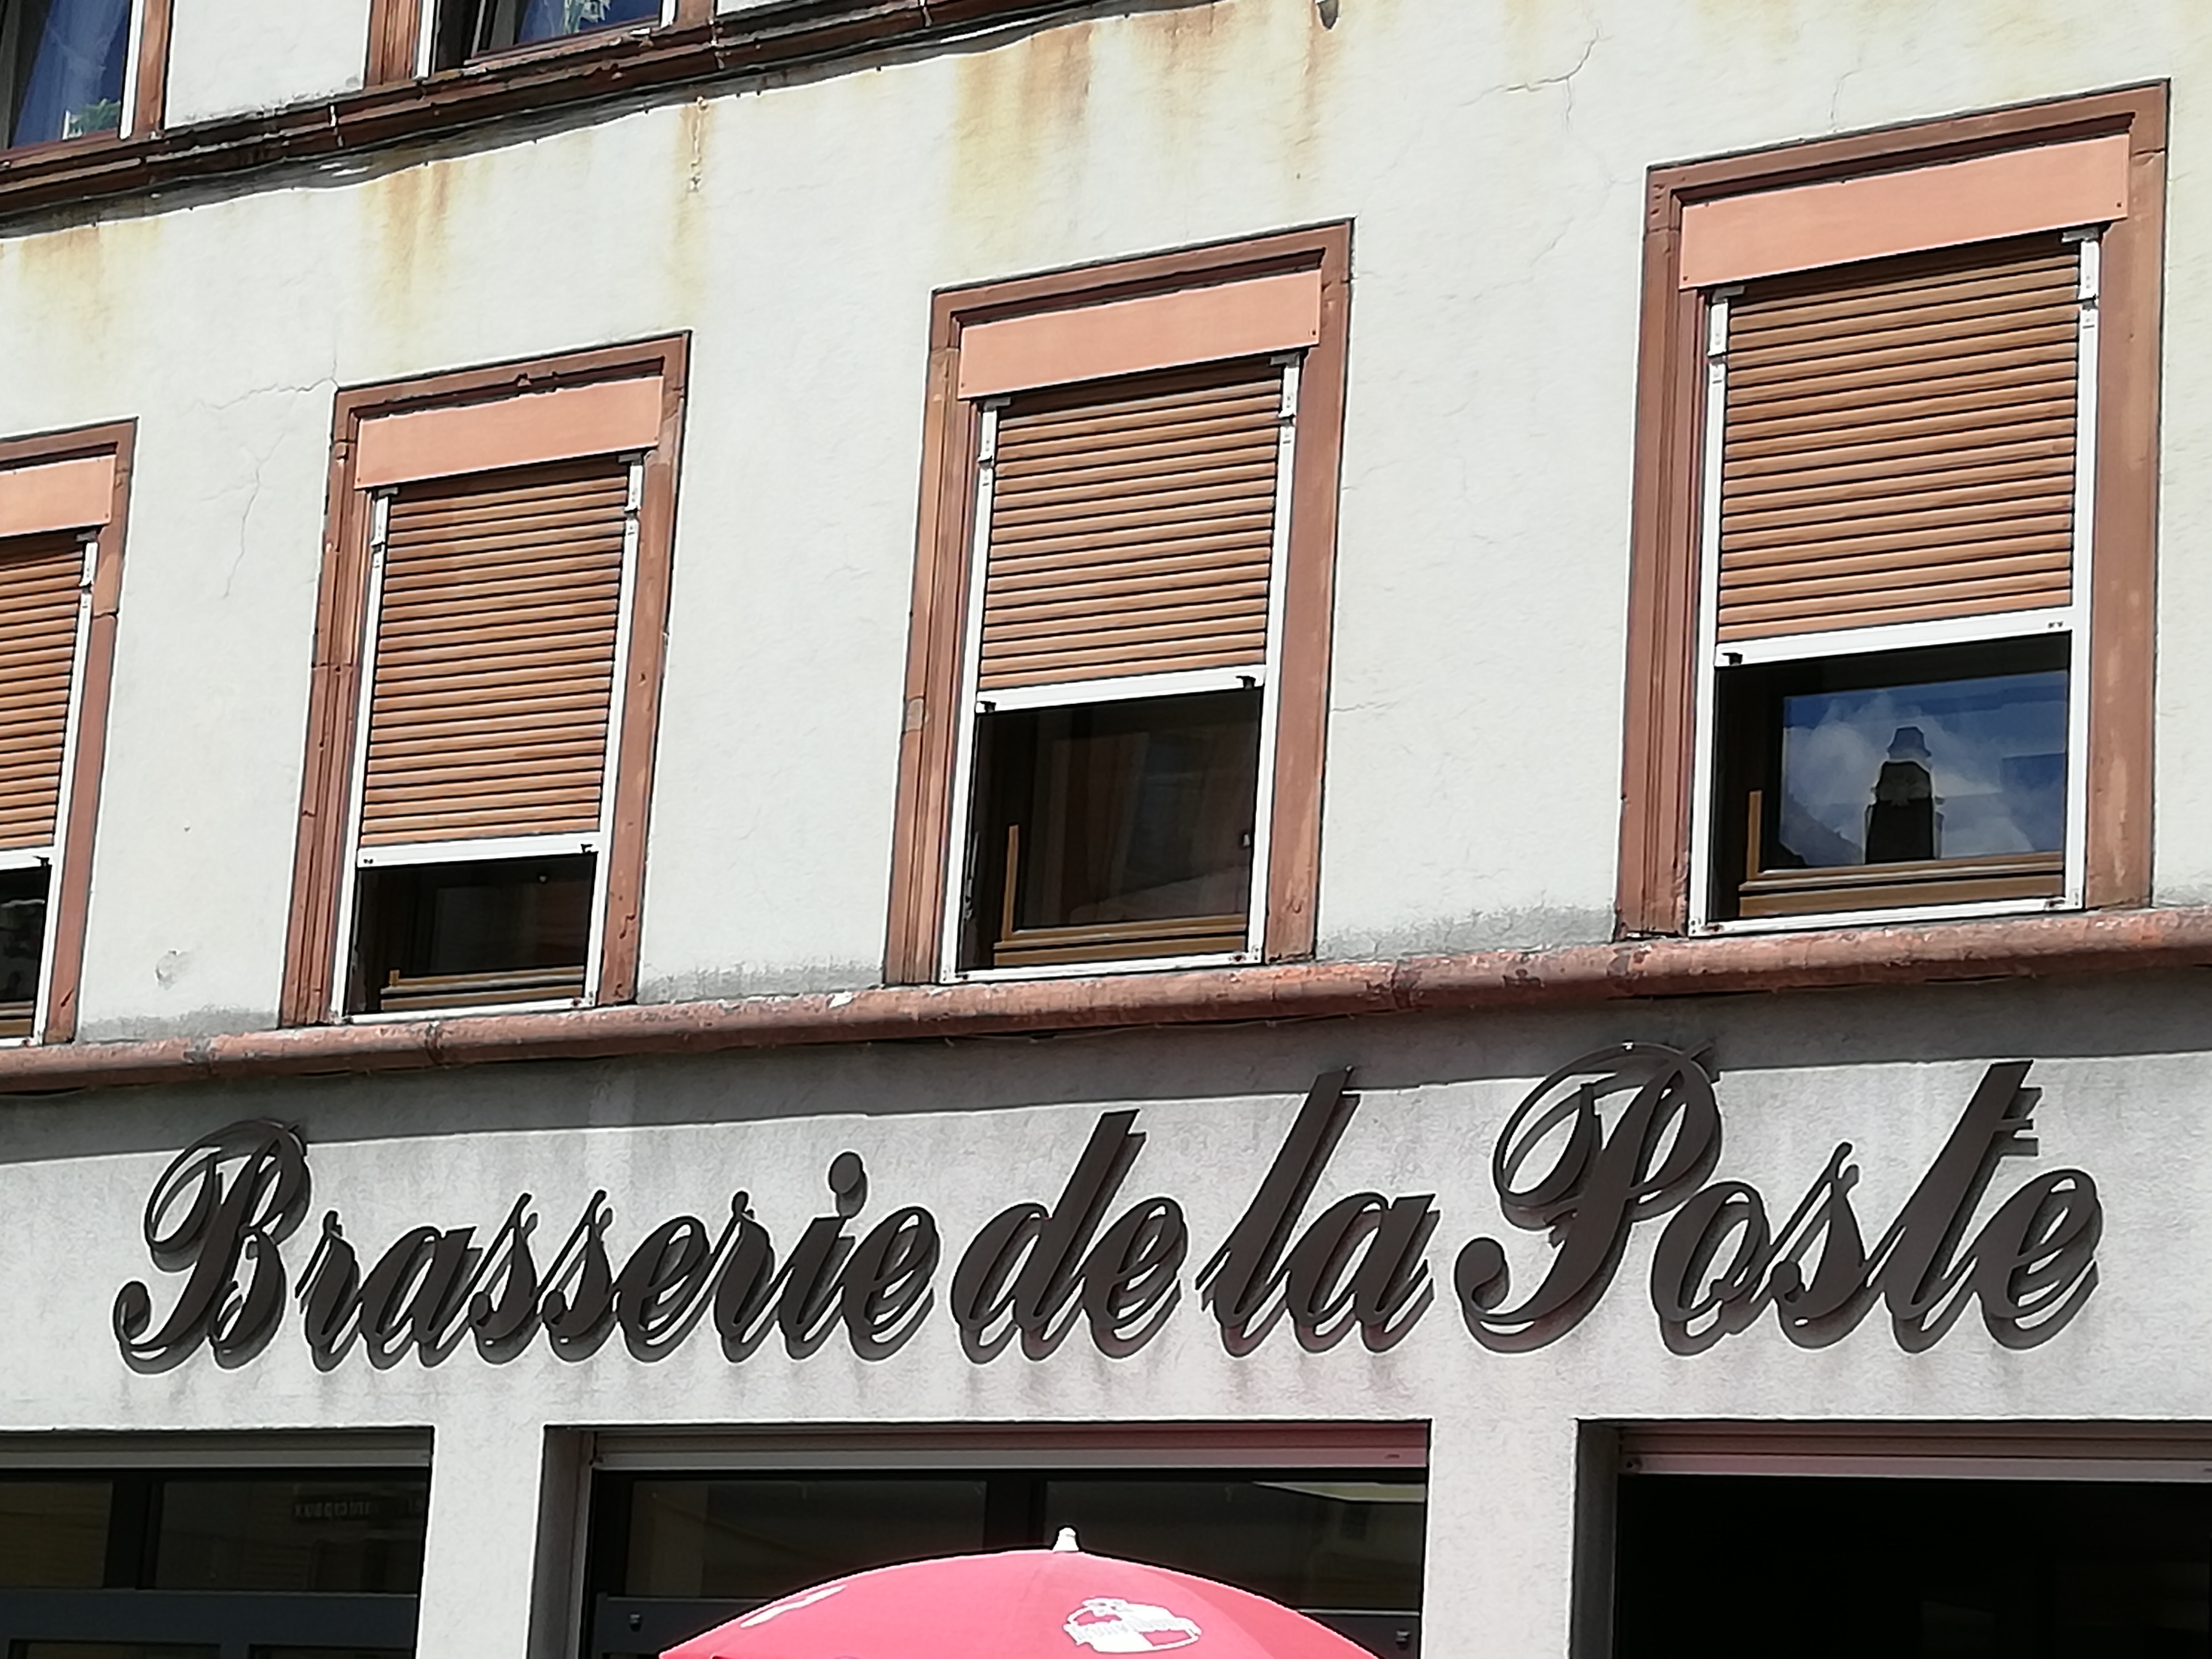 Brasserie de la Poste